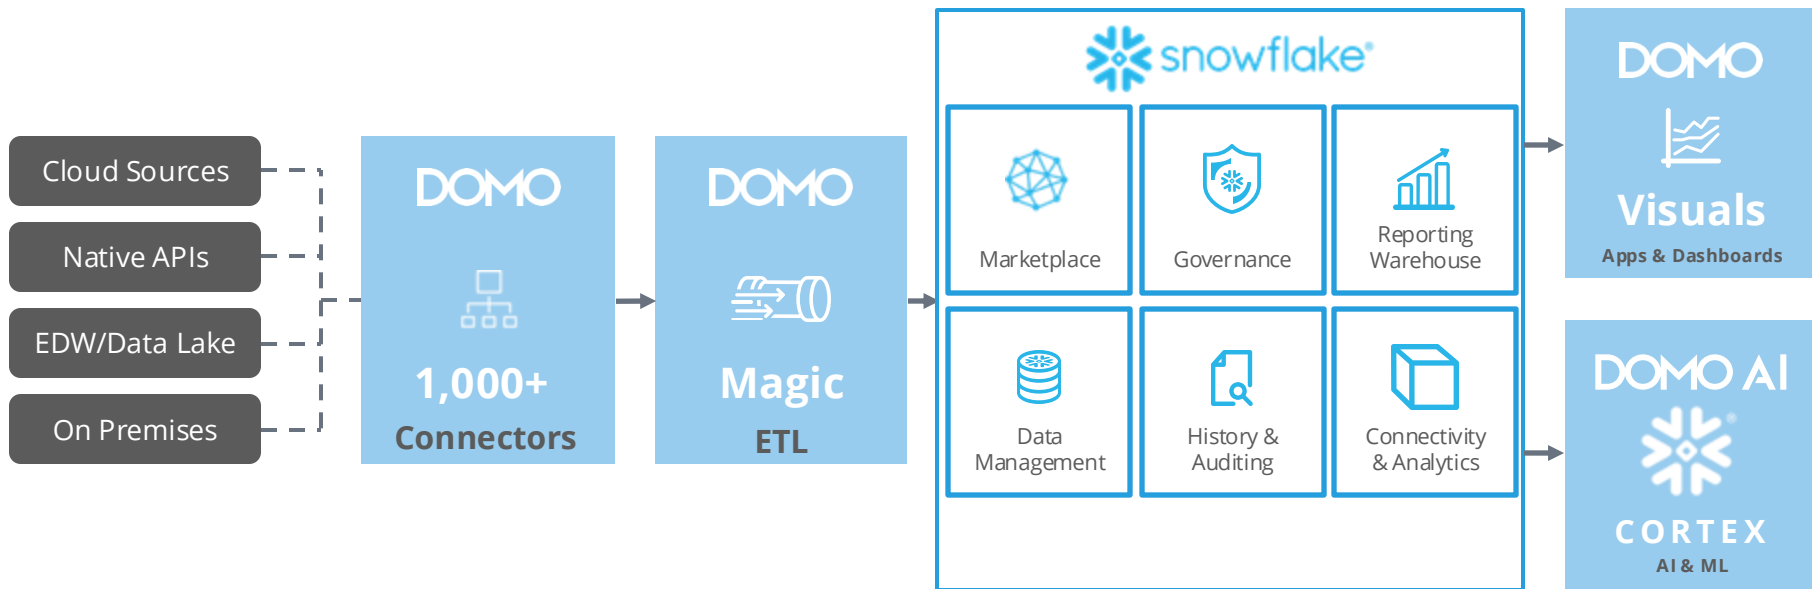 Cloud Sources
Native APIs
EDW/Data Lake
On Premises
DOMO
1,000+
Connectors
DOMO
Magic
ETL
snowflake®
Marketplace
Governance
Reporting
Warehouse
Data
Management
History &
Auditing
Connectivity
& Analytics
DOMO
Visuals
Apps & Dashboards
DOMO AI
®
CORTEX
AI & ML